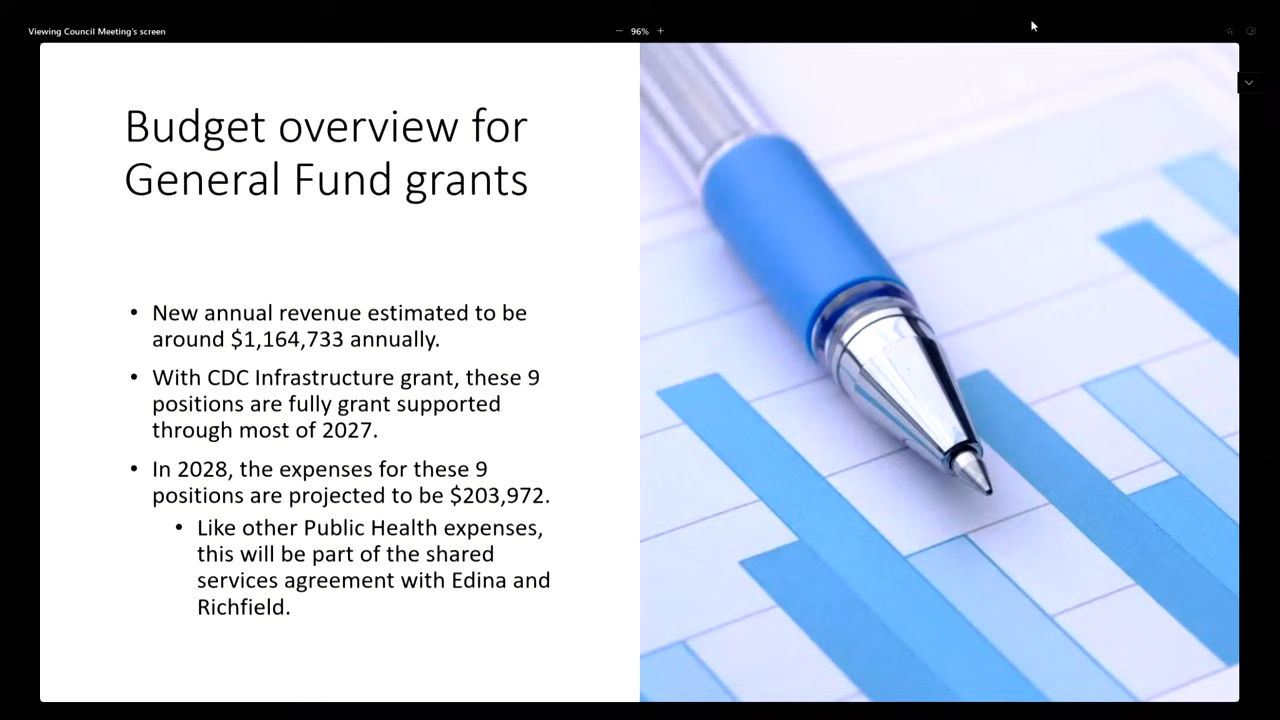 Viewing Council Meeting's screen
− 96% +
Budget overview for
General Fund grants
• New annual revenue estimated to be
around $1,164,733 annually.
• With CDC Infrastructure grant, these 9
positions are fully grant supported
through most of 2027.
• In 2028, the expenses for these 9
positions are projected to be $203,972.
• Like other Public Health expenses,
this will be part of the shared
services agreement with Edina and
Richfield.